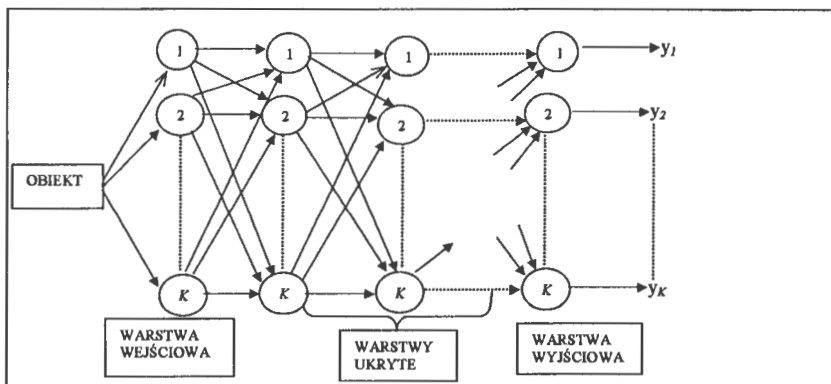 1 1 1 1 y1
2 2 2 2 y2
OBIEKT
K K K K yK
WARSTWA
WEJŚCIOWA
WARSTWY
UKRYTE
WARSTWA
WYJŚCIOWA